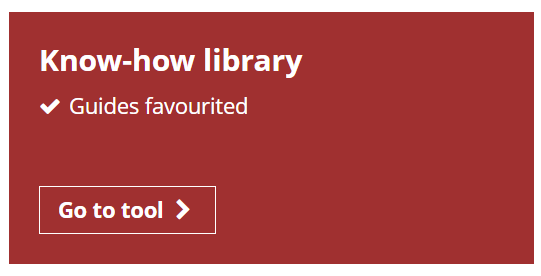 Know-how library
Guides favourited
Go to tool